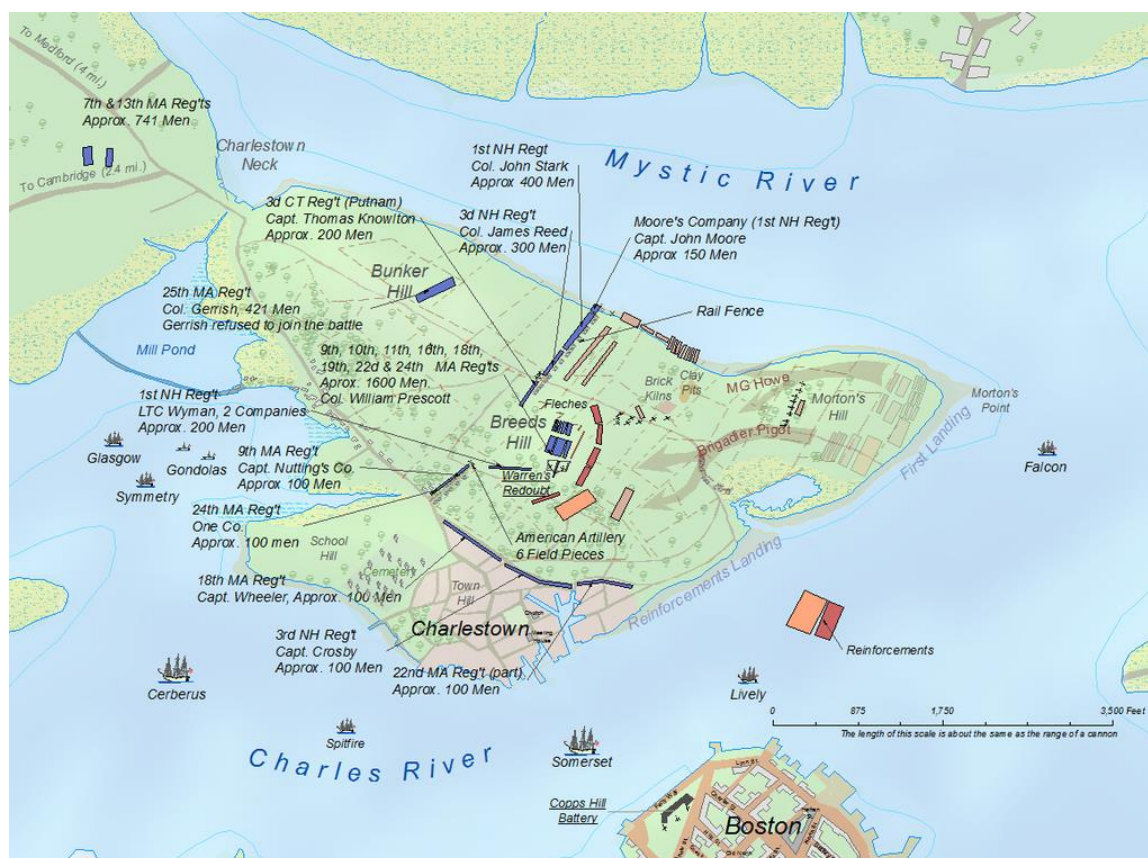 To Medford (4 mi.)
7th &13th MA Reg'ts
Approx. 741 Men
To Cambridge (2.4 mi.)
Charlestown
Neck
Mystic River
1st NH Regt
Col. John Stark
Approx 400 Men
3d CT Reg't (Putnam)
Capt. Thomas Knowlton
Approx. 200 Men
3d NH Reg't
Col. James Reed
Approx. 300 Men
Moore's Company (1st NH Reg't)
Capt. John Moore
Approx 150 Men
Bunker
Hill
25th MA Reg't
Col. Gerrish, 421 Men
Gerrish refused to join the battle
Rail Fence
Mill Pond
9th, 10th, 11th, 16th, 18th,
19th, 22d & 24th MA Reg'ts
Aprox. 1600 Men.
Col. William Prescott
1st NH Reg't
LTC Wyman, 2 Companies
Approx. 200 Men
Brick
Kilns
Clay
Pits
MG Howe
Morton's
Hill
Morton's
Point
Fleches
Breeds
Hill
Brigadier Pigot
First Landing
Glasgow
Gondolas
Symmetry
Falcon
9th MA Reg't
Capt. Nutting's Co.
Approx 100 Men
Warren's
Redoubt
24th MA Reg't
One Co.
Approx. 100 men
American Artillery
6 Field Pieces
School
Hill
Cemetery
18th MA Reg't
Capt. Wheeler, Approx. 100 Men
Town
Hill
Church
Meeting
House
Charlestown
Reinforcements Landing
3rd NH Reg't
Capt. Crosby
Approx. 100 Men
22nd MA Reg't (part)
Approx. 100 Men
Reinforcements
Cerberus
Lively
0 875 1,750 3,500 Feet
The length of this scale is about the same as the range of a cannon
Spitfire
Charles River
Somerset
Copps Hill
Battery
Lynn St.
Boston